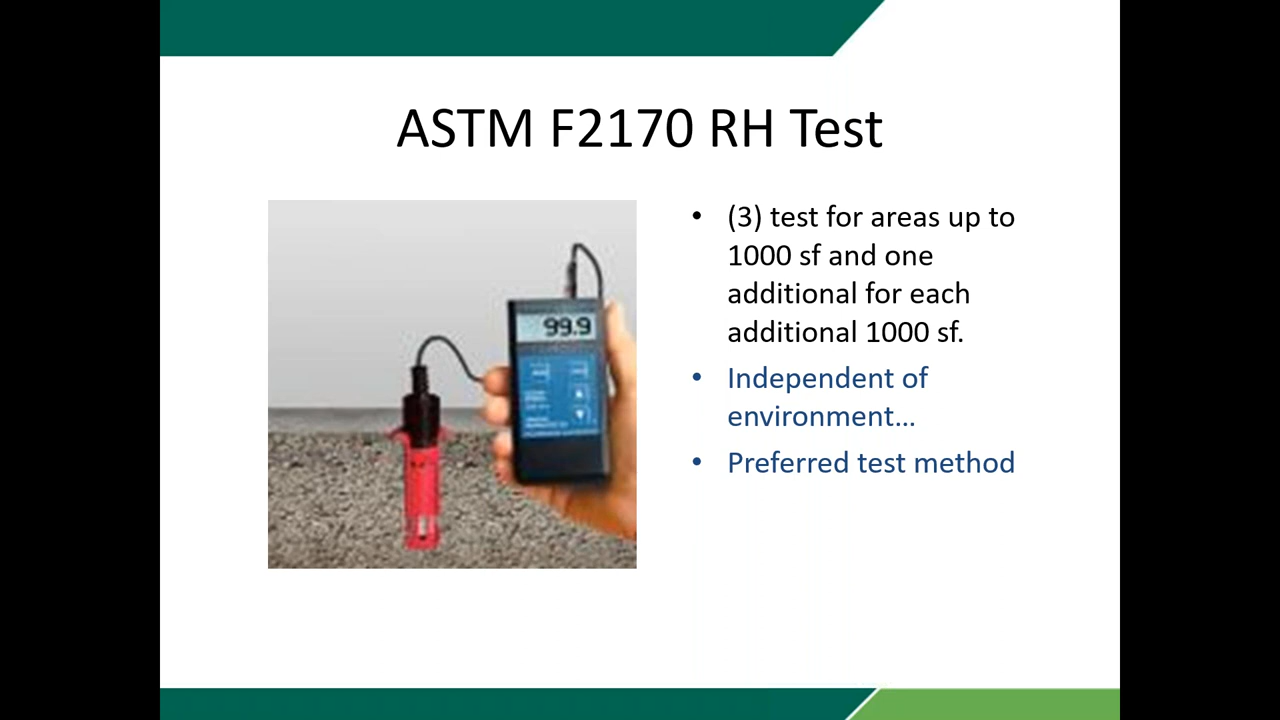 ASTM F2170 RH Test
• (3) test for areas up to
1000 sf and one
additional for each
additional 1000 sf.
• Independent of
environment…
• Preferred test method
99.9